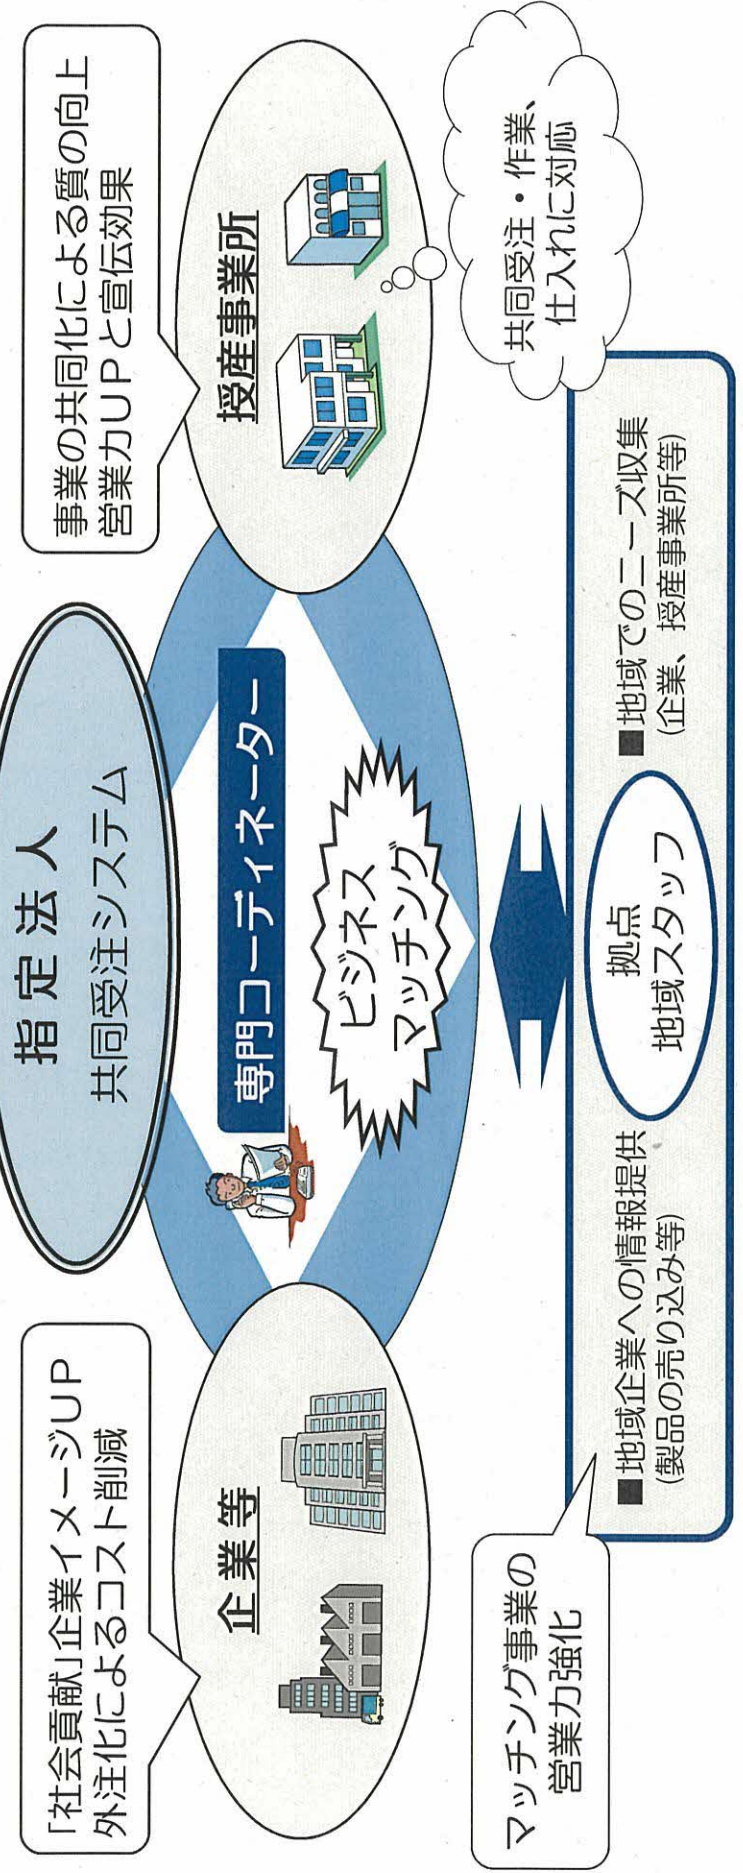 指定法人
共同受注システム
「社会貢献」企業イメージUP
外注化によるコスト削減
事業の共同化による質の向上
営業力UPと宣伝効果
企業等
専門コーディネーター
ビジネス
マッチング
授産事業所
共同受注・作業、
仕入れに対応
マッチング事業の
営業力強化
■地域企業への情報提供
(製品の売り込み等)
拠点
地域スタッフ
■地域でのニーズ収集
(企業、授産事業所等)